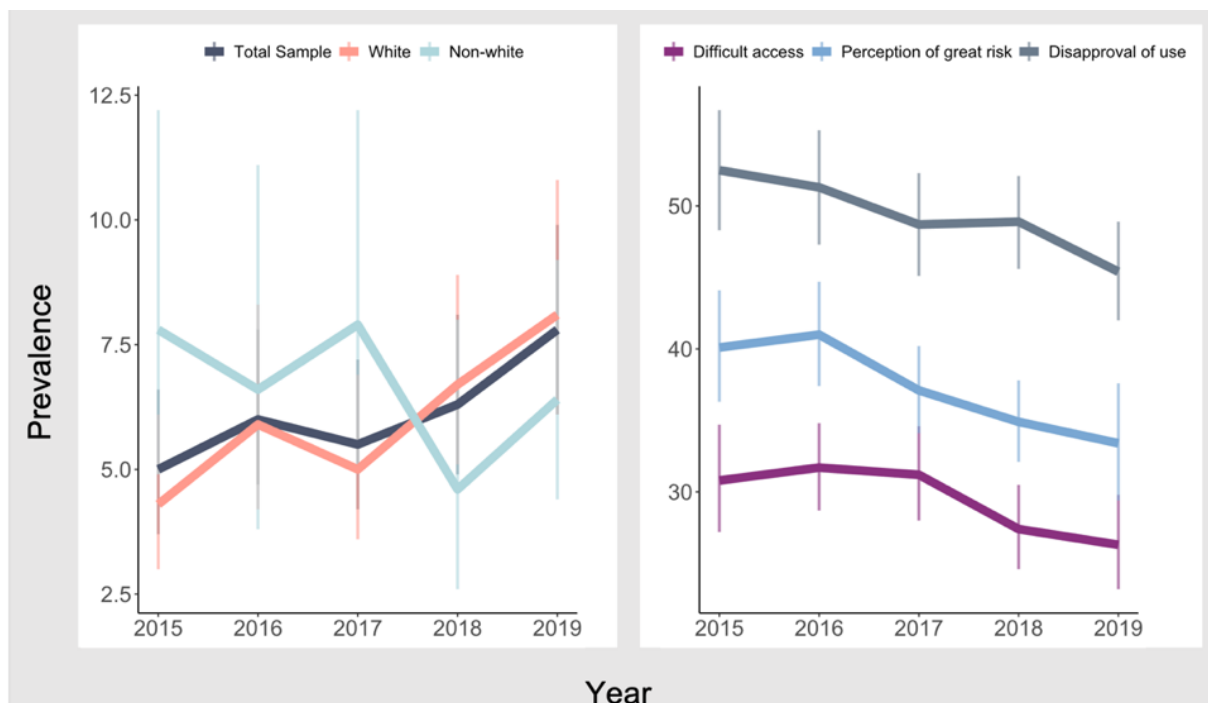 Total Sample White Non-white
12.5
10.0
7.5
5.0
2.5
2015 2016 2017 2018 2019
Difficult access Perception of great risk Disapproval of use
50
40
30
2015 2016 2017 2018 2019
Prevalence
Year